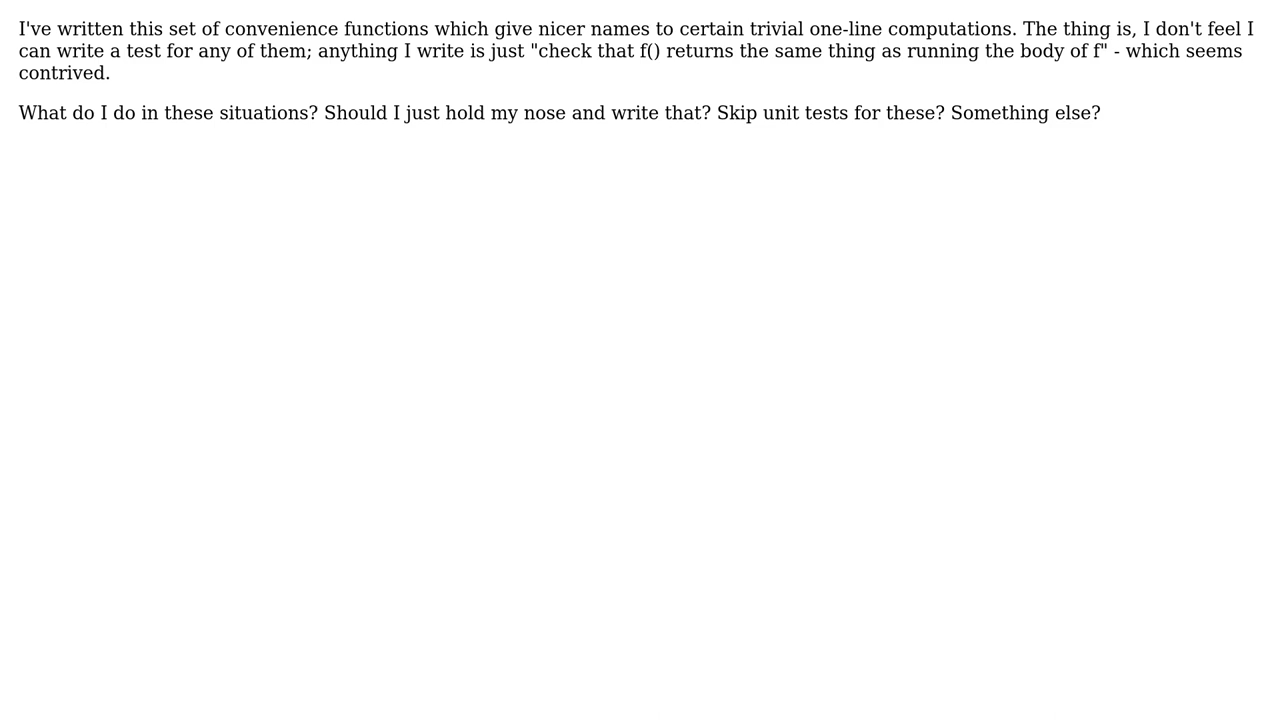 I've written this set of convenience functions which give nicer names to certain trivial one-line computations. The thing is, I don't feel I
can write a test for any of them; anything I write is just "check that f() returns the same thing as running the body of f" - which seems
contrived.
What do I do in these situations? Should I just hold my nose and write that? Skip unit tests for these? Something else?